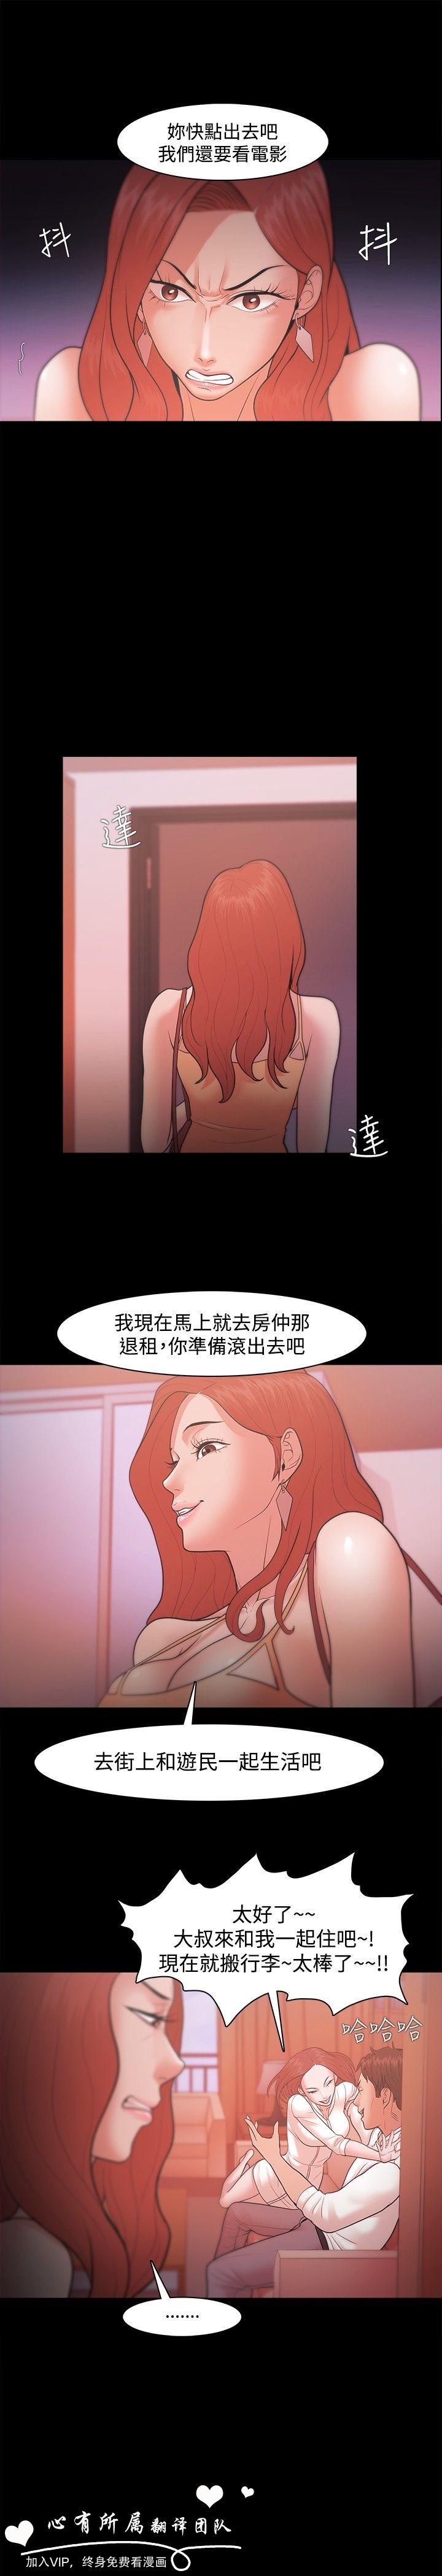 妳快點出去吧
我們還要看電影
抖
抖
達
達
我現在馬上就去房仲那
退租，你準備滾出去吧
去街上和遊民一起生活吧
太好了~~
大叔來和我一起住吧~!
現在就搬行李~太棒了~~!!
哈哈哈
.......
心有所属翻译团队
加入VIP，终身免费看漫画